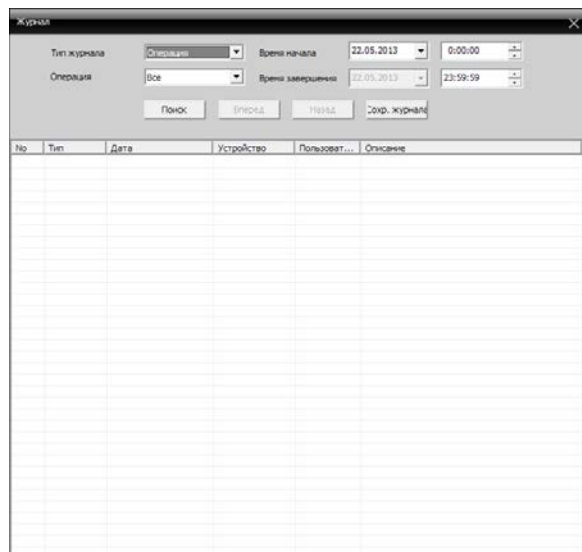 Журнал
Тип журнала Операция Время начала 22.05.2013 0:00:00
Операция Все Время завершения 22.05.2013 23:59:59
Поиск Вперед Назад Сохр. журнала
No Тип Дата Устройство Пользоват... Описание